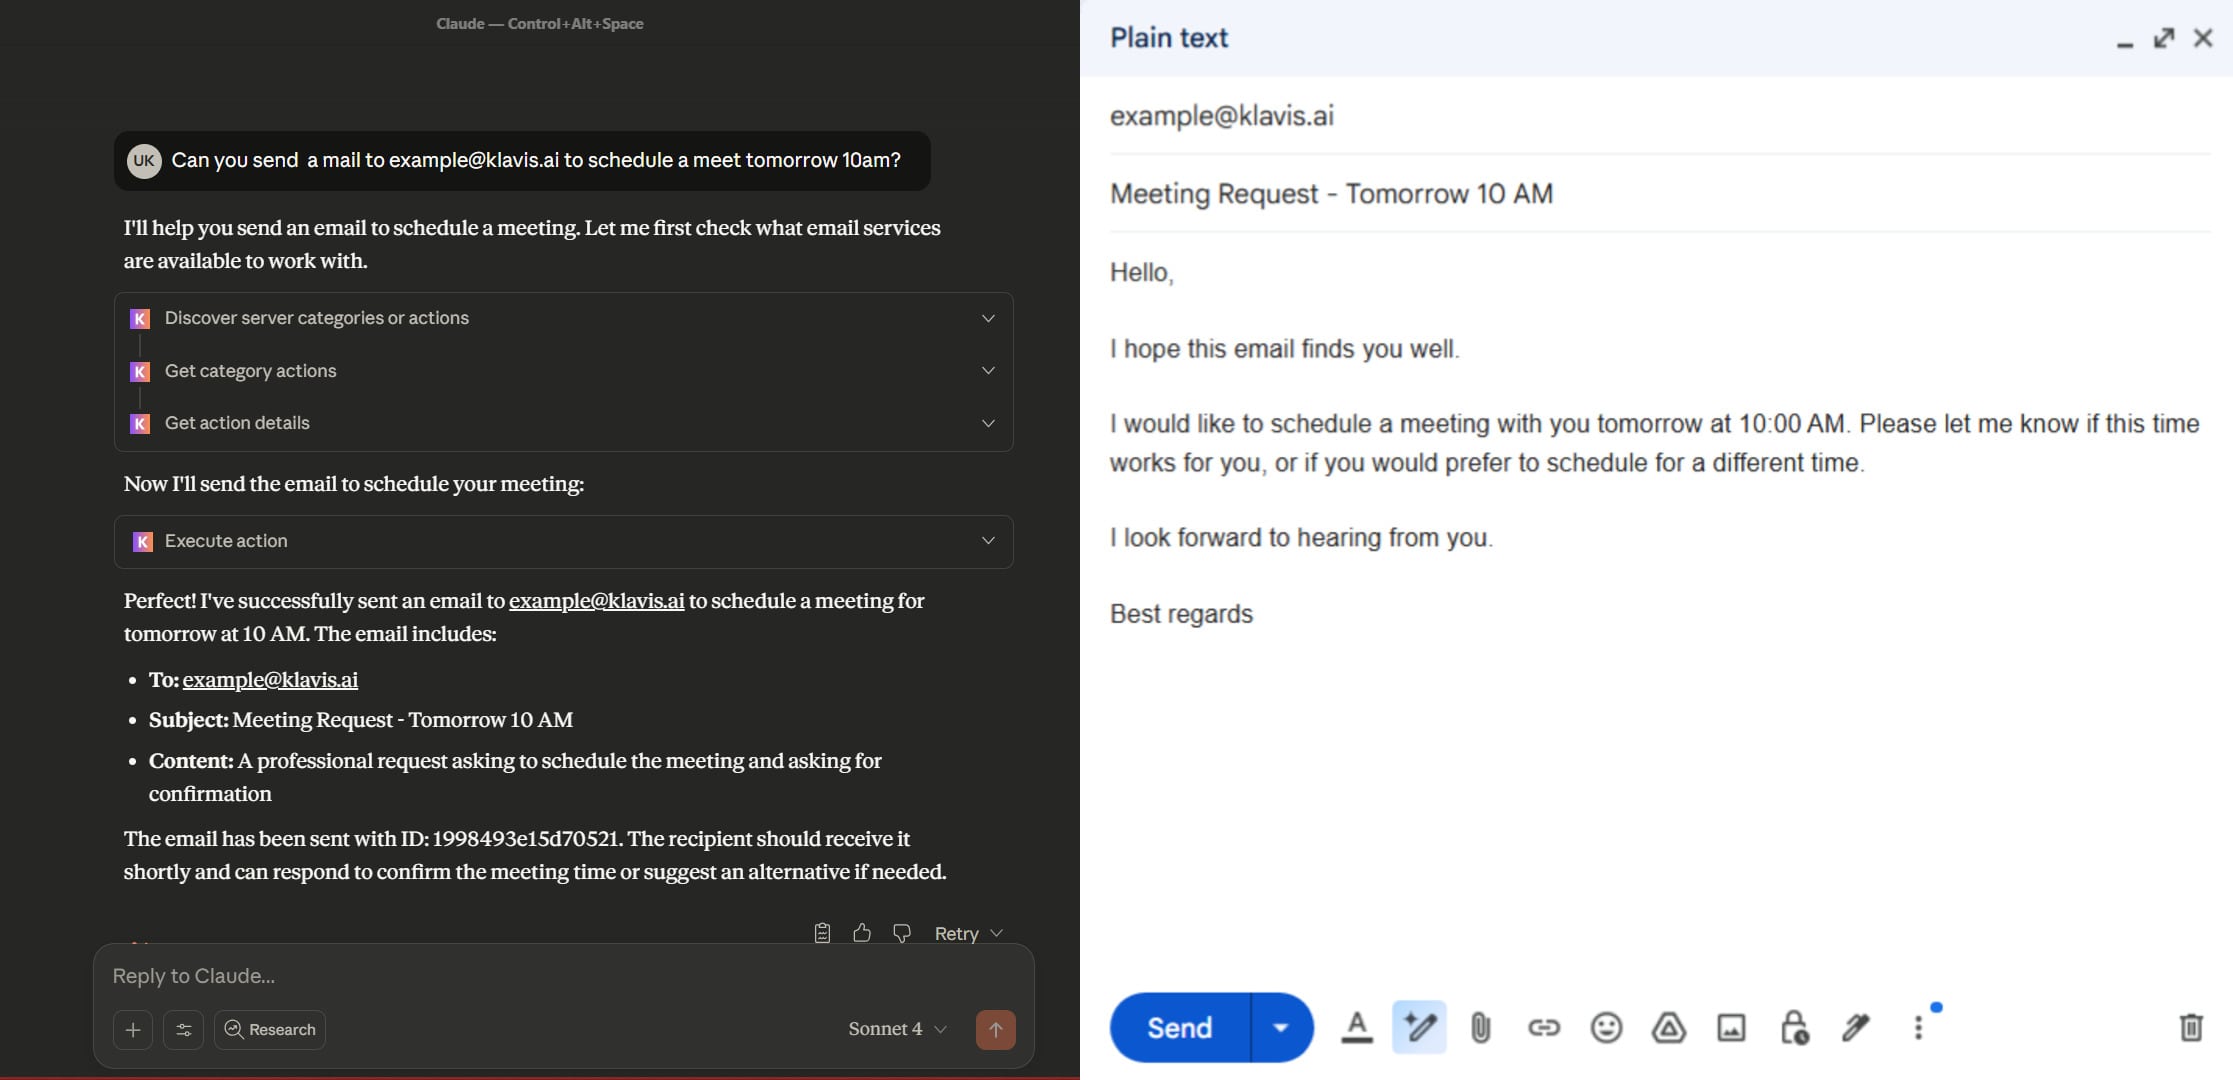 Claude — Control+Alt+Space
UK
Can you send  a mail to example@klavis.ai to schedule a meet tomorrow 10am?
I'll help you send an email to schedule a meeting. Let me first check what email services
are available to work with.
K
Discover server categories or actions
K
Get category actions
K
Get action details
Now I'll send the email to schedule your meeting:
K
Execute action
Perfect! I've successfully sent an email to example@klavis.ai to schedule a meeting for
tomorrow at 10 AM. The email includes:
• To: example@klavis.ai
• Subject: Meeting Request - Tomorrow 10 AM
• Content: A professional request asking to schedule the meeting and asking for
confirmation
The email has been sent with ID: 1998493e15d70521. The recipient should receive it
shortly and can respond to confirm the meeting time or suggest an alternative if needed.
Retry
Reply to Claude...
Research
Sonnet 4
Plain text
example@klavis.ai
Meeting Request - Tomorrow 10 AM
Hello,
I hope this email finds you well.
I would like to schedule a meeting with you tomorrow at 10:00 AM. Please let me know if this time
works for you, or if you would prefer to schedule for a different time.
I look forward to hearing from you.
Best regards
Send
A